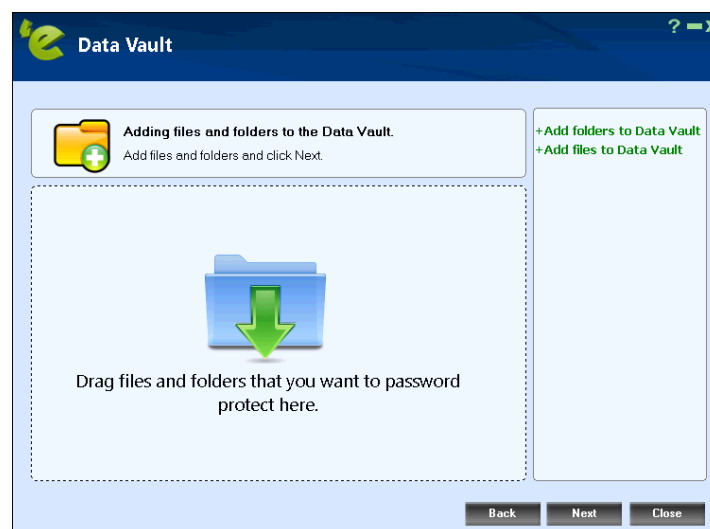 Data Vault
?
Adding files and folders to the Data Vault.
Add files and folders and click Next.
+Add folders to Data Vault
+Add files to Data Vault
Drag files and folders that you want to password
protect here.
Back Next Close